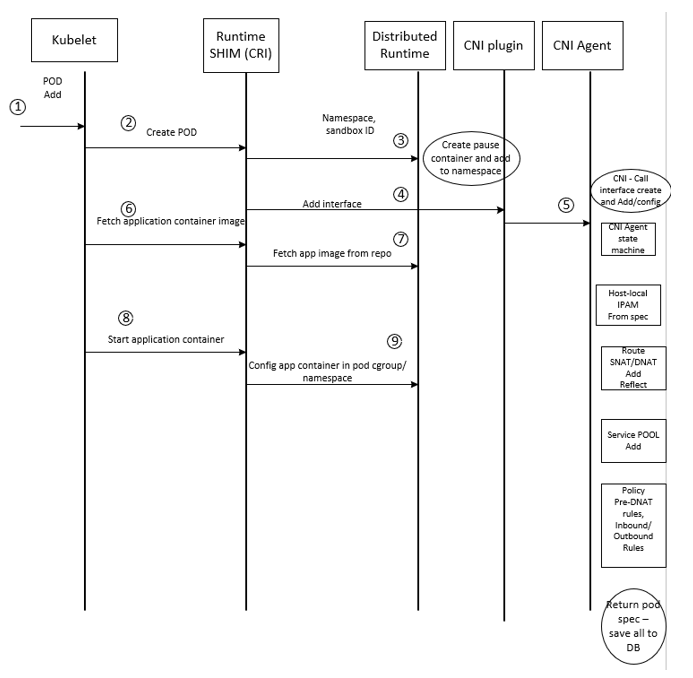 Kubelet
Runtime
SHIM (CRI)
Distributed
Runtime
CNI plugin
CNI Agent
POD
Add
1
2
Create POD
Namespace,
sandbox ID
3
Create pause
container and add
to namespace
4
Add interface
5
CNI - Call
interface create
and Add/config
6
Fetch application container image
CNI Agent
state
machine
7
Fetch app image from repo
Host-local
IPAM
From spec
8
Start application container
9
Config app container in pod cgroup/
namespace
Route
SNAT/DNAT
Add
Reflect
Service POOL
Add
Policy
Pre-DNAT
rules,
Inbound/
Outbound
Rules
Return pod
spec –
save all to
DB